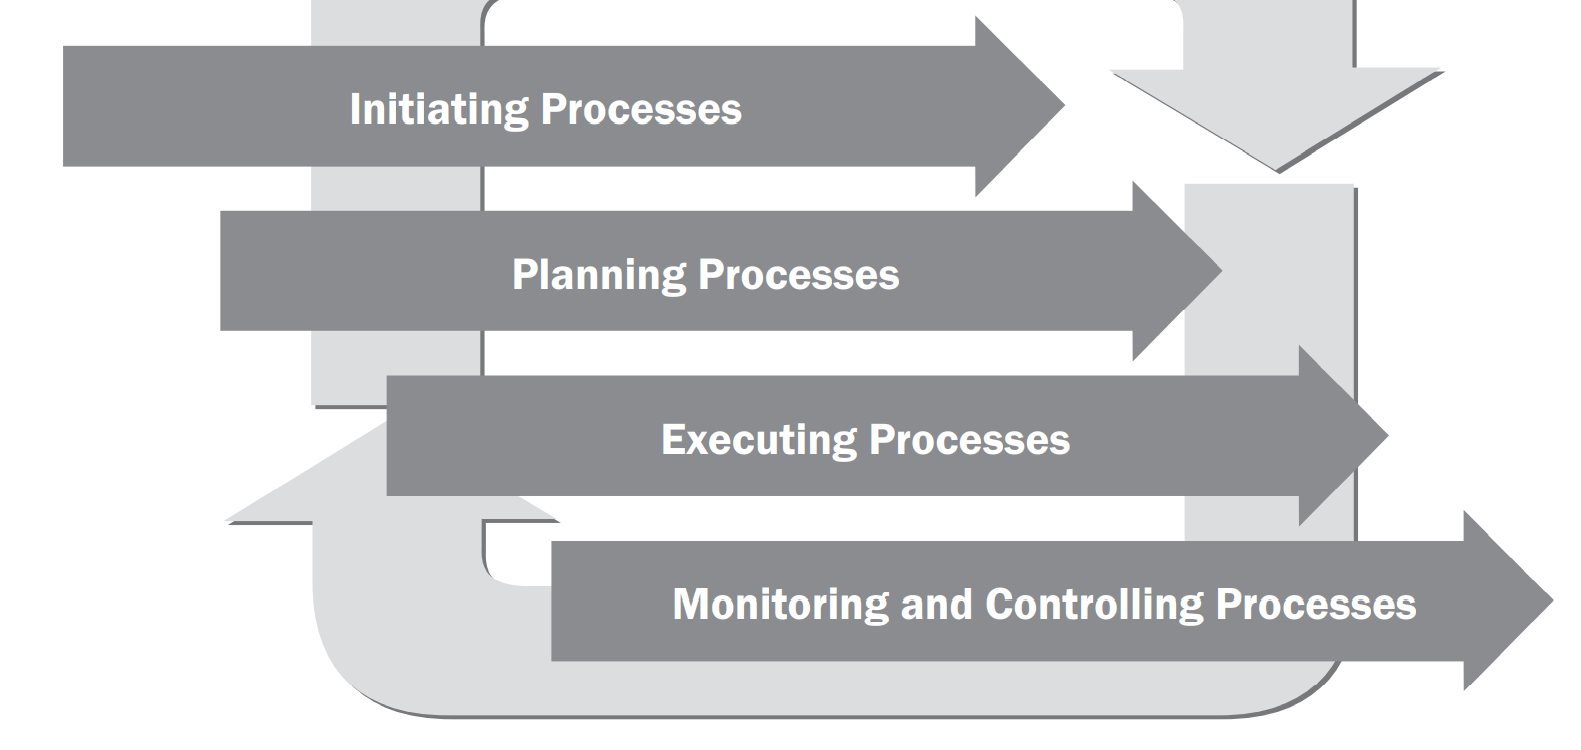 Initiating Processes
Planning Processes
Executing Processes
Monitoring and Controlling Processes